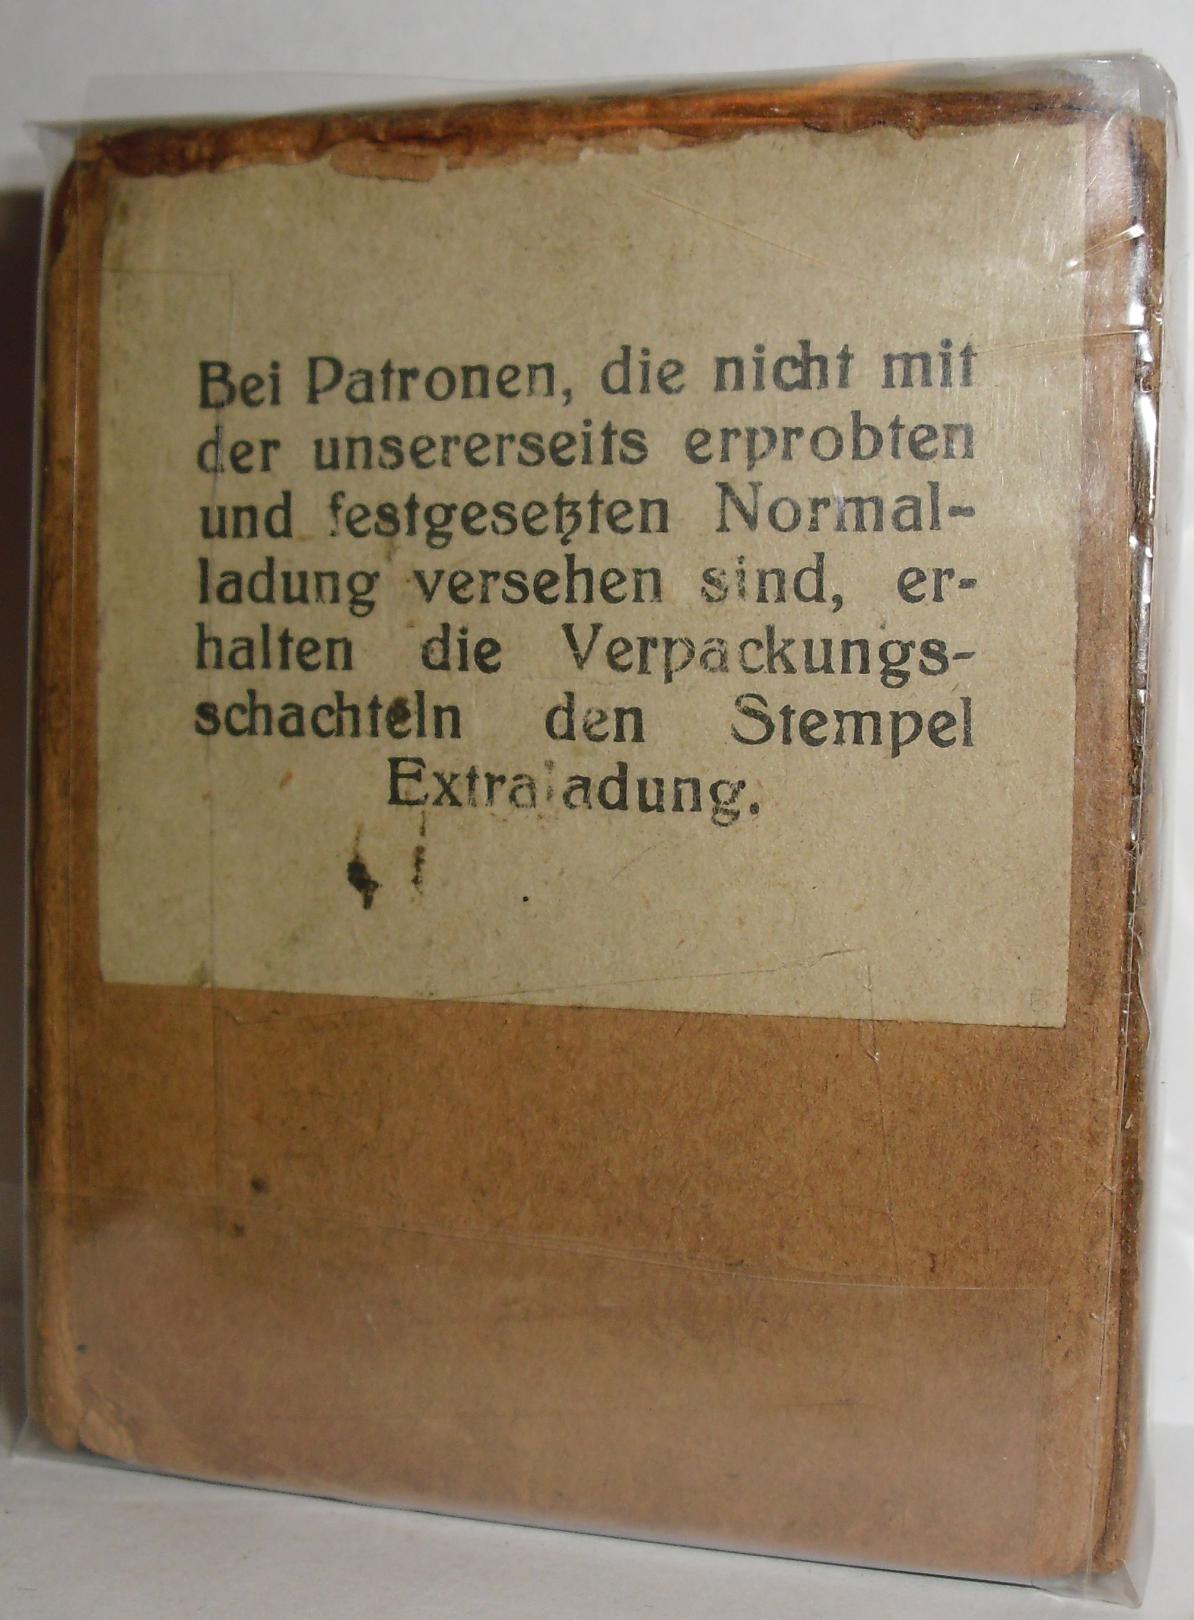 Bei Patronen, die nicht mit
der unsererseits erprobten
und festgesetzten Normal-
ladung versehen sind, er-
halten die Verpackungs-
schachteln den Stempel
Extraladung.